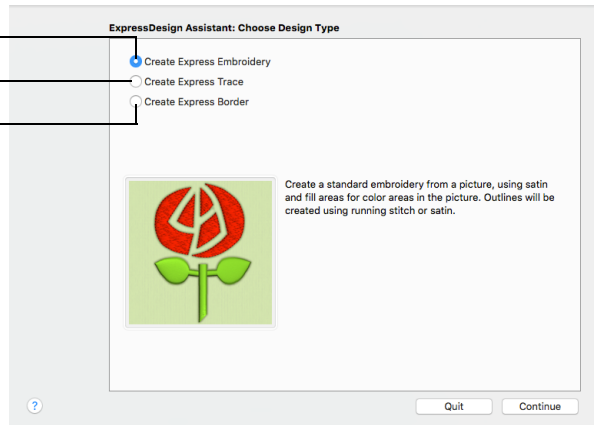 ExpressDesign Assistant: Choose Design Type
Create Express Embroidery
Create Express Trace
Create Express Border
Create a standard embroidery from a picture, using satin
and fill areas for color areas in the picture. Outlines will be
created using running stitch or satin.
?
Quit
Continue